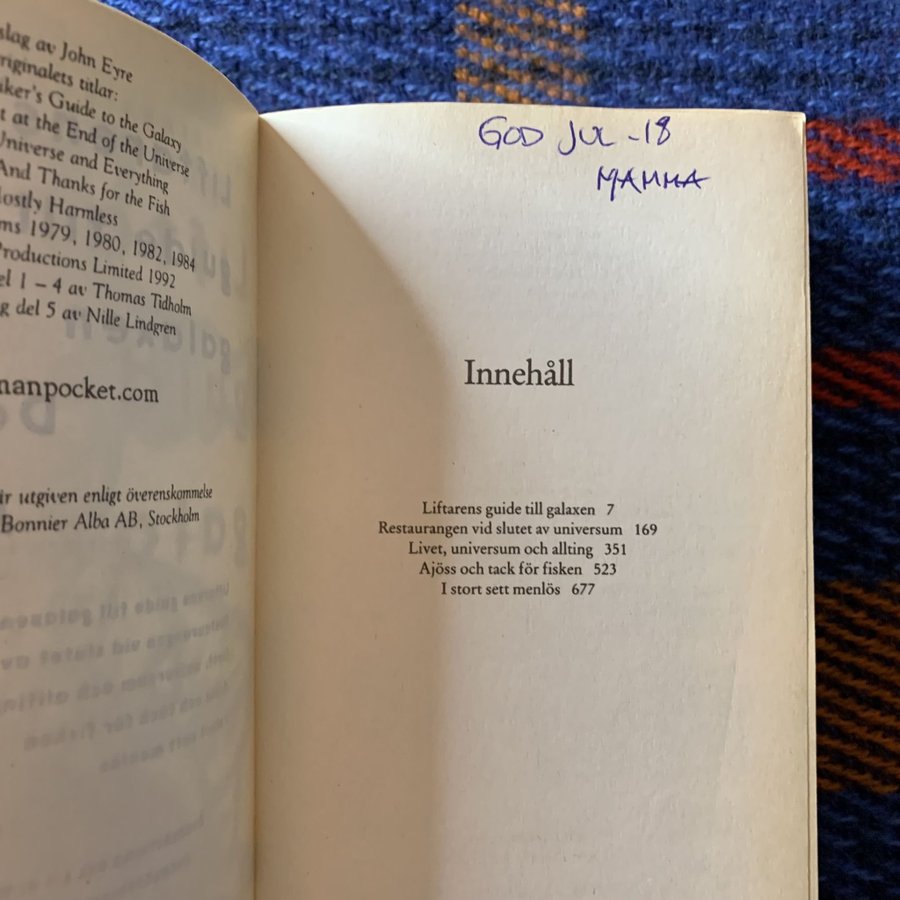 slag av John Eyre
riginalets titlar:
iker's Guide to the Galaxy
t at the End of the Universe
Universe and Everything
And Thanks for the Fish
Mostly Harmless
ms 1979, 1980, 1982, 1984
Productions Limited 1992
el 1 – 4 av Thomas Tidholm
g del 5 av Nille Lindgren
nanpocket.com
är utgiven enligt överenskommelse
Bonnier Alba AB, Stockholm
GOD JUL -18
MAMMA
Innehåll
Liftarens guide till galaxen 7
Restaurangen vid slutet av universum 169
Livet, universum och allting 351
Ajöss och tack för fisken 523
I stort sett menlös 677